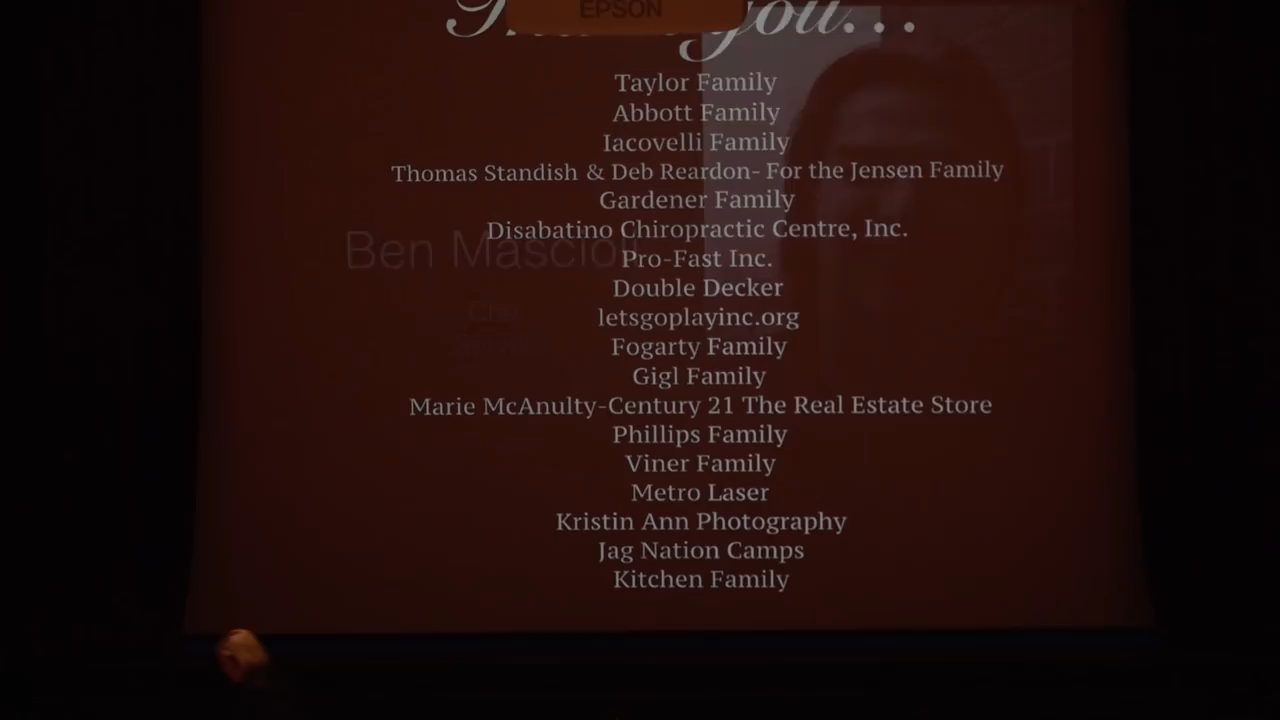 EPSON
you...
Taylor Family
Abbott Family
Iacovelli Family
Thomas Standish & Deb Reardon- For the Jensen Family
Gardener Family
Disabatino Chiropractic Centre, Inc.
Ben
Pro-Fast Inc.
Double Decker
letsgoplayinc.org
Fogarty Family
Gigl Family
Marie McAnulty-Century 21 The Real Estate Store
Phillips Family
Viner Family
Metro Laser
Kristin Ann Photography
Jag Nation Camps
Kitchen Family